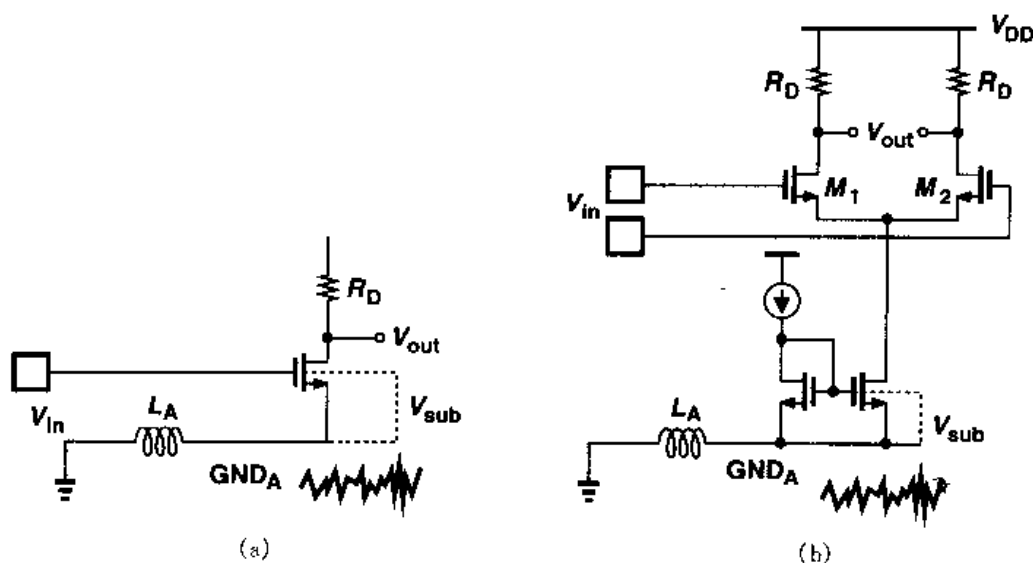 V_DD
R_D
R_D
V_out
M_1
M_2
V_in
R_D
V_out
V_in
L_A
V_sub
GND_A
L_A
V_sub
GND_A
(a)
(b)